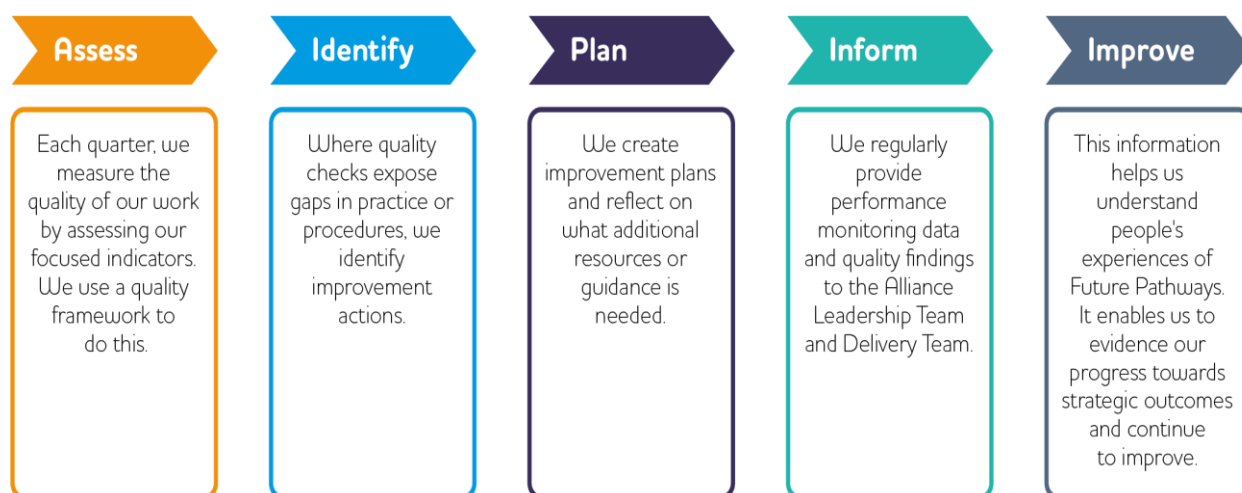 Assess
Each quarter, we
measure the
quality of our work
by assessing our
focused indicators.
We use a quality
framework to
do this.
Identify
Where quality
checks expose
gaps in practice or
procedures, we
identify
improvement
actions.
Plan
We create
improvement plans
and reflect on
what additional
resources or
guidance is
needed.
Inform
We regularly
provide
performance
monitoring data
and quality findings
to the Alliance
Leadership Team
and Delivery Team.
Improve
This information
helps us
understand
people's
experiences of
Future Pathways.
It enables us to
evidence our
progress towards
strategic outcomes
and continue
to improve.